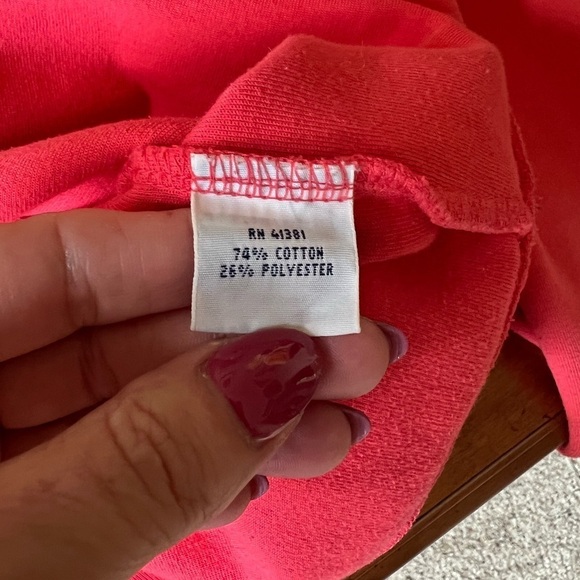 RN 41381
74% COTTON
26% POLYESTER